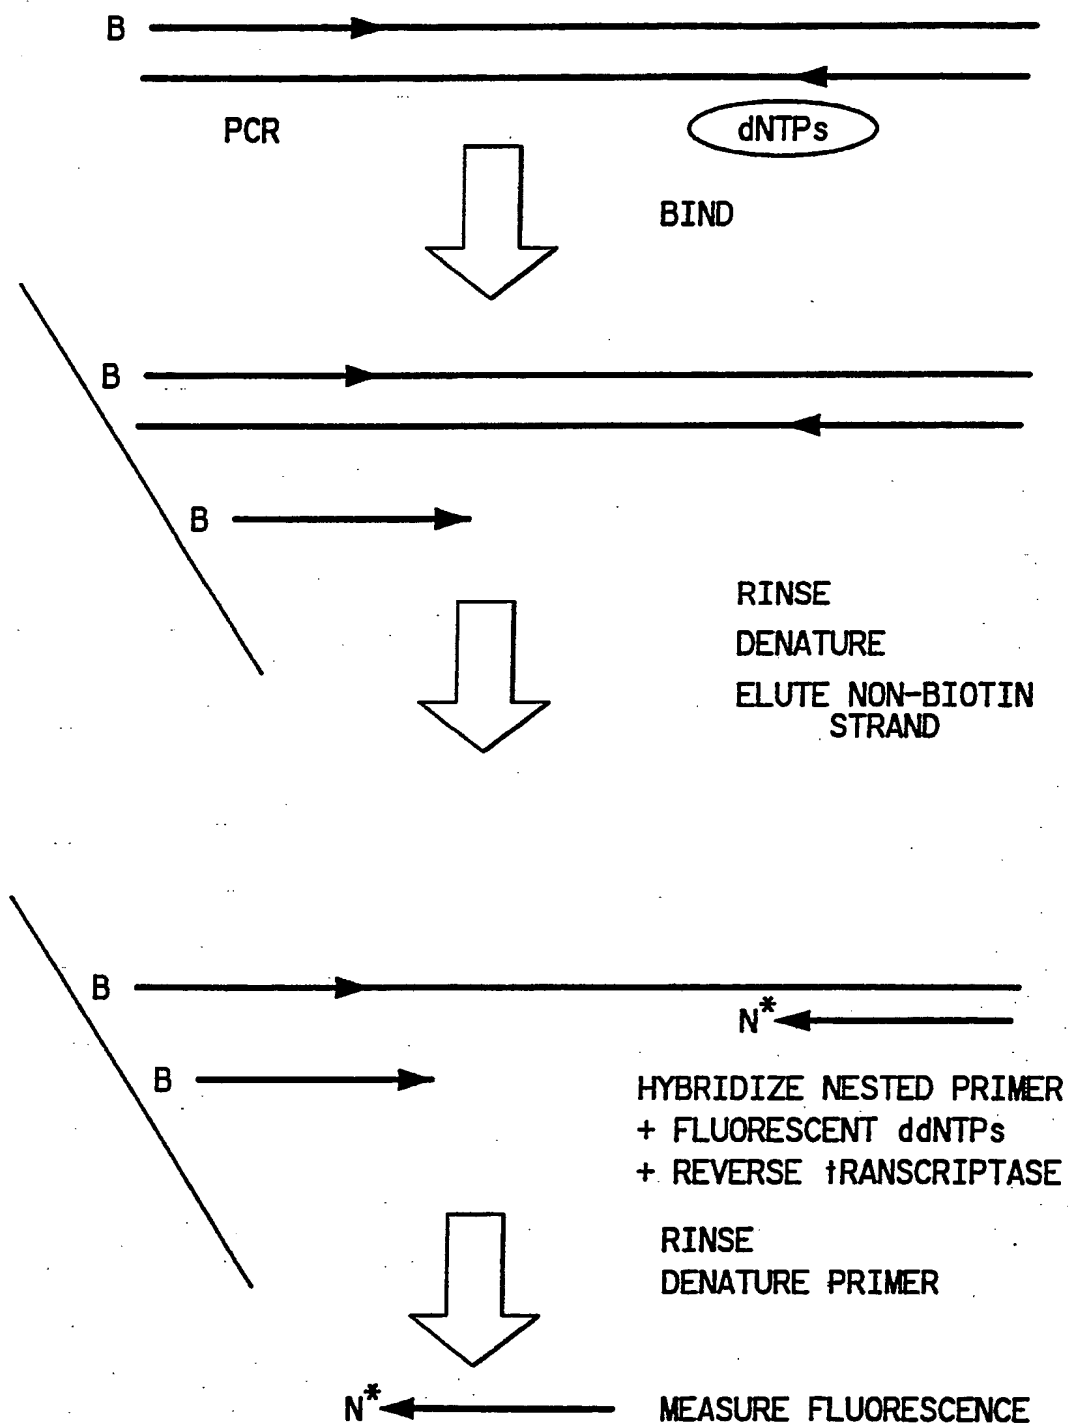 B
PCR
dNTPs
BIND
B
B
RINSE
DENATURE
ELUTE NON-BIOTIN
STRAND
B
N*
B
HYBRIDIZE NESTED PRIMER
+ FLUORESCENT ddNTPs
+ REVERSE tRANSCRIPTASE
RINSE
DENATURE PRIMER
N*
MEASURE FLUORESCENCE